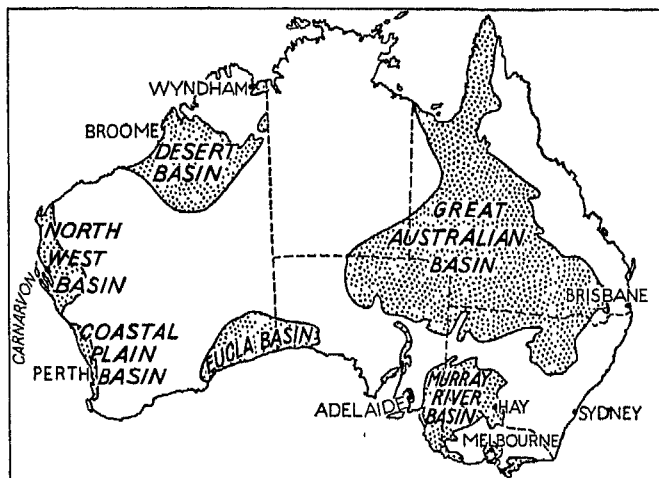 WYNDHAM
BROOME
DESERT
BASIN
NORTH
WEST
BASIN
CARNARVON
COASTAL
PLAIN
BASIN
PERTH
EUCLA BASIN
GREAT
AUSTRALIAN
BASIN
BRISBANE
ADELAIDE
MURRAY
RIVER
BASIN
HAY
SYDNEY
MELBOURNE